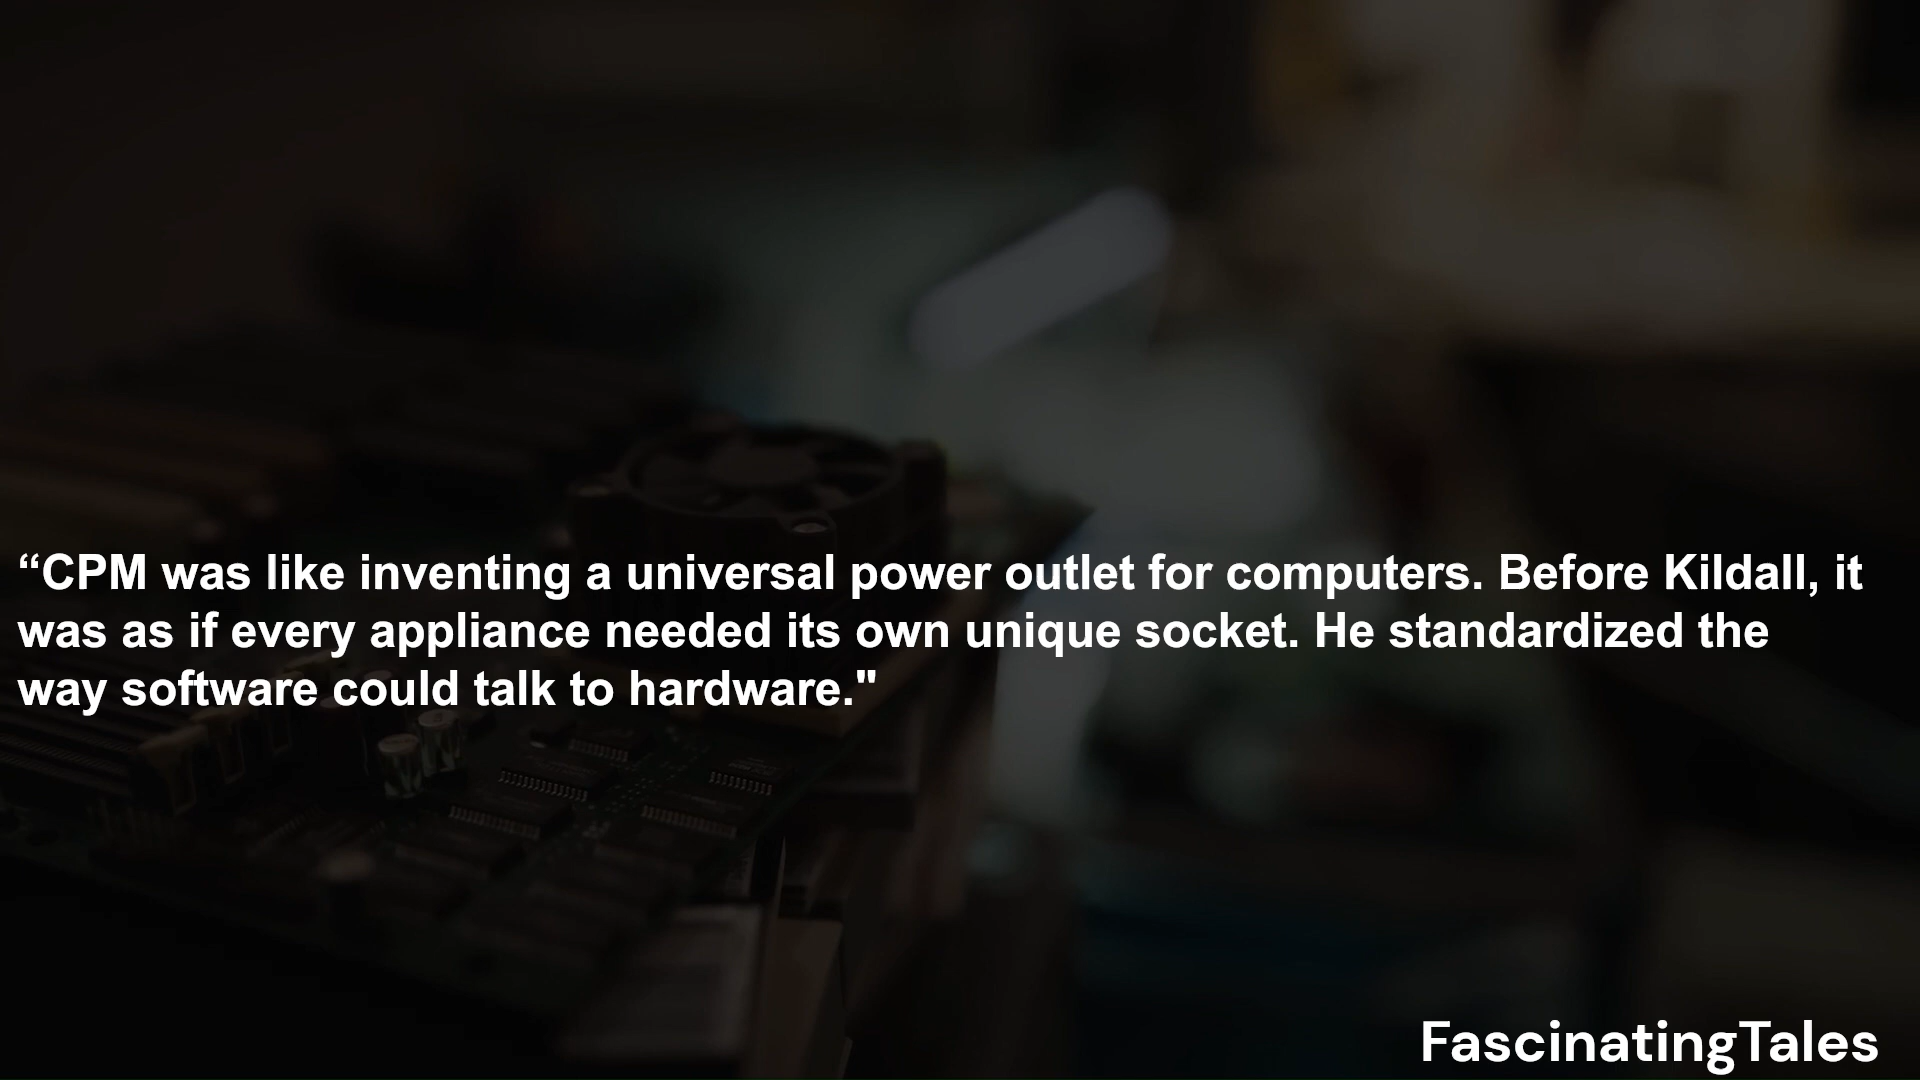 “CPM was like inventing a universal power outlet for computers. Before Kildall, it
was as if every appliance needed its own unique socket. He standardized the
way software could talk to hardware."
FascinatingTales